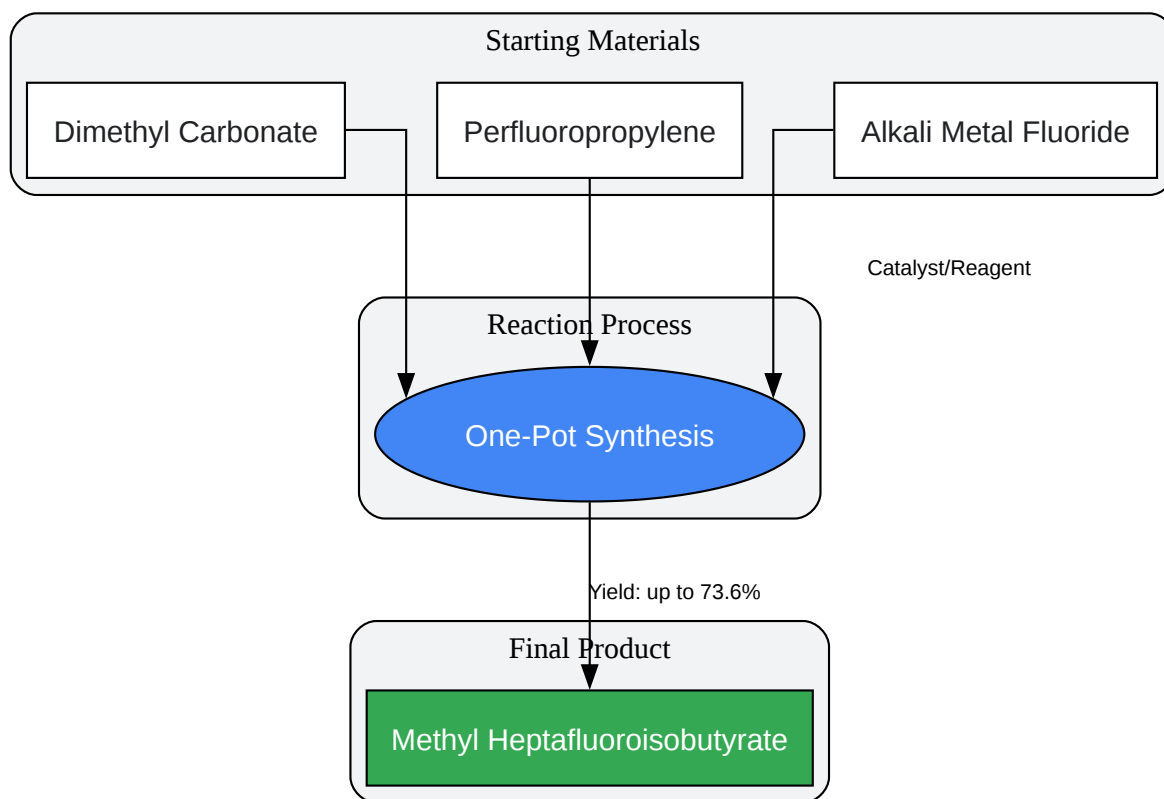 Starting Materials
Dimethyl Carbonate
Perfluoropropylene
Alkali Metal Fluoride
Catalyst/Reagent
Reaction Process
One-Pot Synthesis
Yield: up to 73.6%
Final Product
Methyl Heptafluoroisobutyrate